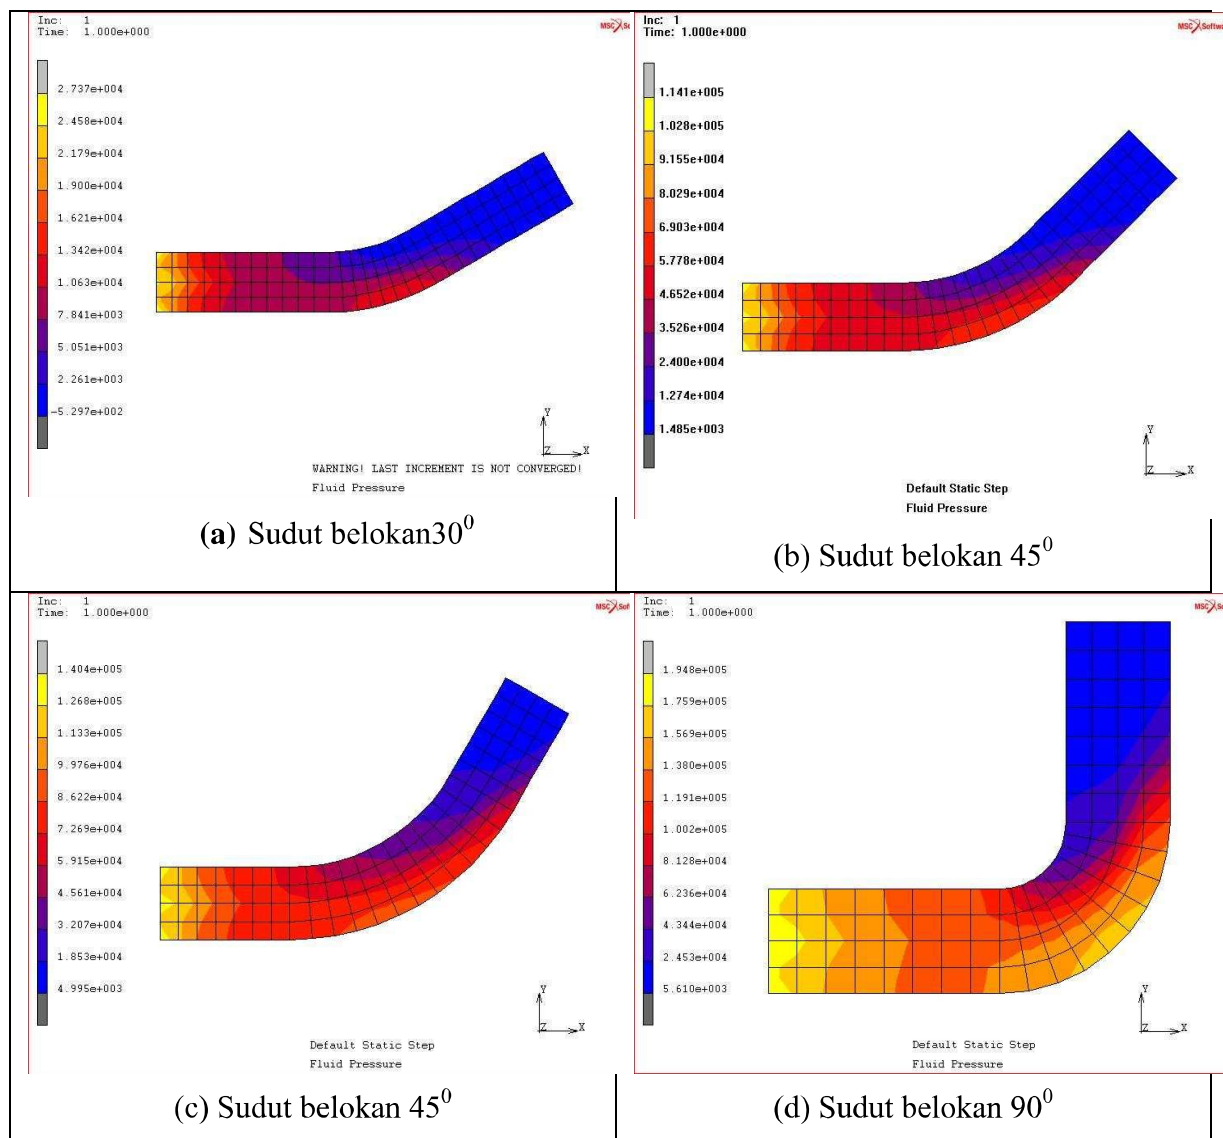 Inc: 1
Time: 1.000e+000
MSC Sof
2.737e+004
2.458e+004
2.179e+004
1.900e+004
1.621e+004
1.342e+004
1.063e+004
7.841e+003
5.051e+003
2.261e+003
-5.297e+002
Y
Z X
WARNING! LAST INCREMENT IS NOT CONVERGED!
Fluid Pressure
(a) Sudut belokan30⁰
Inc: 1
Time: 1.000e+000
MSC Softwa
1.141e+005
1.028e+005
9.155e+004
8.029e+004
6.903e+004
5.778e+004
4.652e+004
3.526e+004
2.400e+004
1.274e+004
1.485e+003
Y
Z X
Default Static Step
Fluid Pressure
(b) Sudut belokan 45⁰
Inc: 1
Time: 1.000e+000
MSC Sof
1.404e+005
1.268e+005
1.133e+005
9.976e+004
8.622e+004
7.269e+004
5.915e+004
4.561e+004
3.207e+004
1.853e+004
4.995e+003
Y
Z X
Default Static Step
Fluid Pressure
(c) Sudut belokan 45⁰
Inc: 1
Time: 1.000e+000
MSC Sof
1.948e+005
1.759e+005
1.569e+005
1.380e+005
1.191e+005
1.002e+005
8.128e+004
6.236e+004
4.344e+004
2.453e+004
5.610e+003
Y
Z X
Default Static Step
Fluid Pressure
(d) Sudut belokan 90⁰